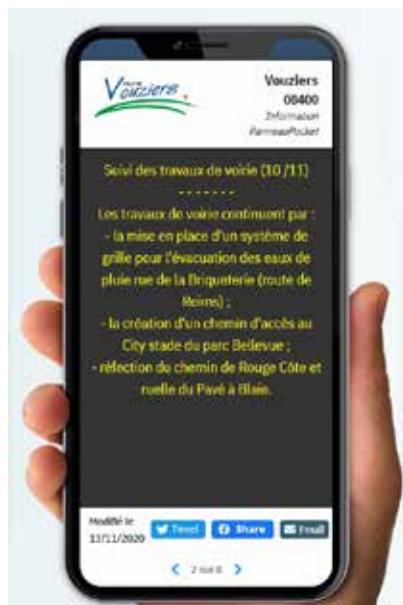 Vouziers
Vouziers
08400
Information
PanneauPocket
Suivi des travaux de voirie (10/11)
- - - - - - -
Les travaux de voirie continuent par :
- la mise en place d'un système de
grille pour l'évacuation des eaux de
pluie rue de la Briqueterie (route de
Reims) ;
- la création d'un chemin d'accès au
City stade du parc Bellevue ;
- réfection du chemin de Rouge Côte et
ruelle du Pavé à Blaie.
Modifié le
13/11/2020
Tweet
Share
Email
2 sur 8